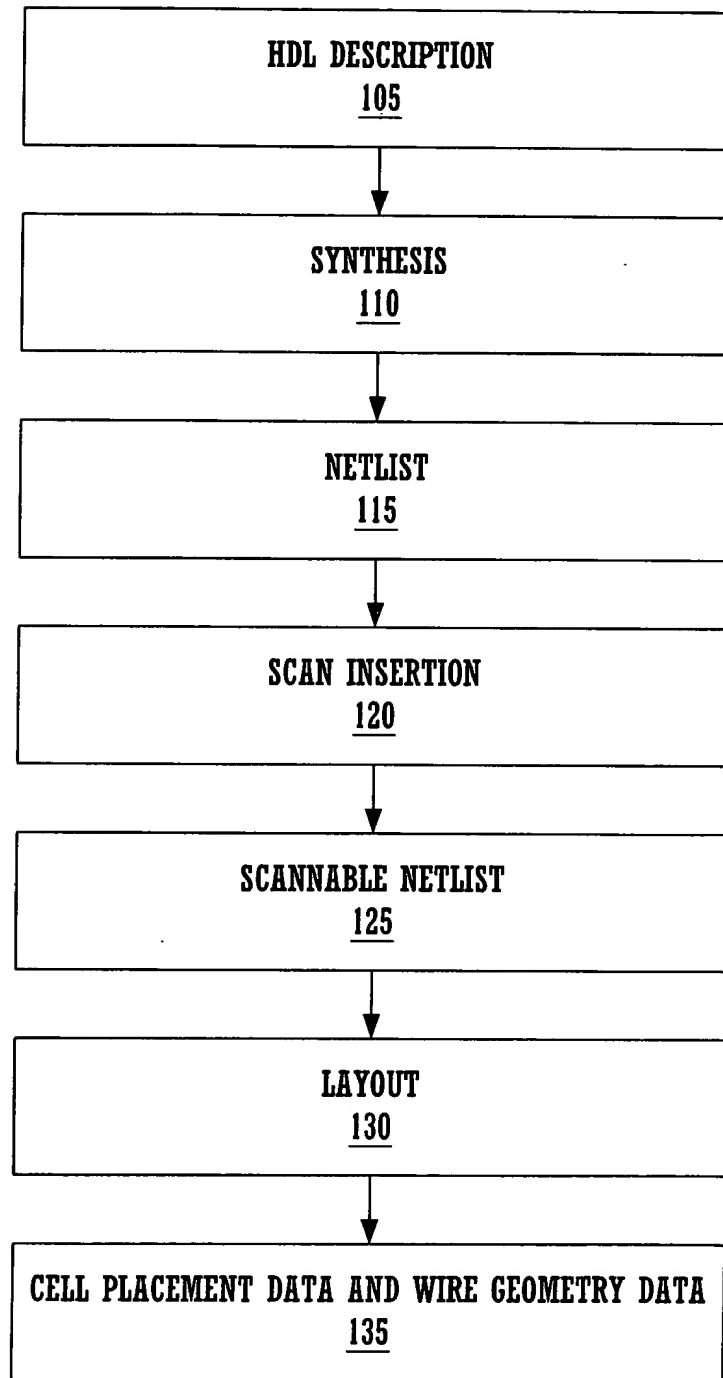 HDL DESCRIPTION
105
SYNTHESIS
110
NETLIST
115
SCAN INSERTION
120
SCANNABLE NETLIST
125
LAYOUT
130
CELL PLACEMENT DATA AND WIRE GEOMETRY DATA
135